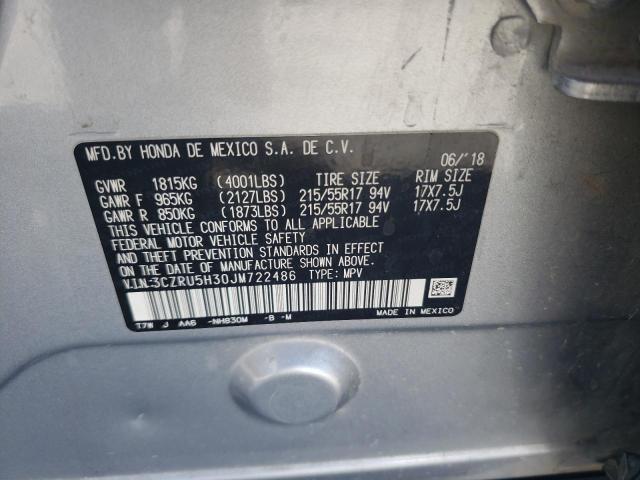 MFD.BY HONDA DE MEXICO S.A. DE C.V. 06/'18
GVWR 1815KG (4001LBS) TIRE SIZE RIM SIZE
GAWR F 965KG (2127LBS) 215/55R17 94V 17X7.5J
GAWR R 850KG (1873LBS) 215/55R17 94V 17X7.5J
THIS VEHICLE CONFORMS TO ALL APPLICABLE
FEDERAL MOTOR VEHICLE SAFETY
AND THEFT PREVENTION STANDARDS IN EFFECT
ON THE DATE OF MANUFACTURE SHOWN ABOVE.
V.I.N.:3CZRU5H30JM722486 TYPE: MPV
T7W J AA6 -NH830M -B -M
MADE IN MEXICO